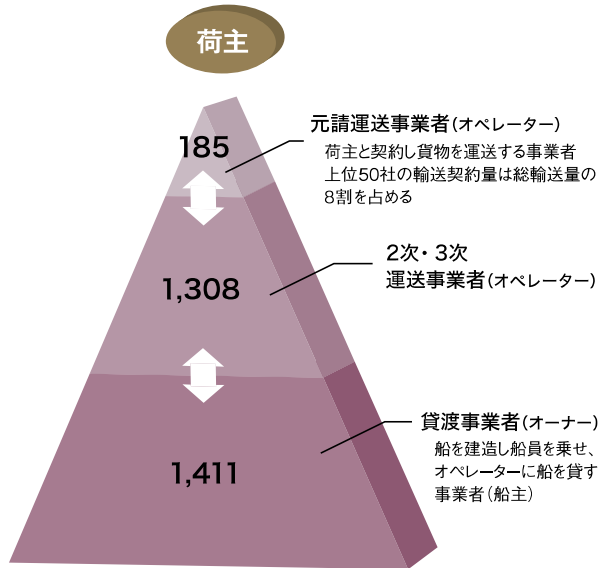 荷主
185
元請運送事業者（オペレーター）
荷主と契約し貨物を運送する事業者
上位50社の輸送契約量は総輸送量の
8割を占める
1,308
2次・3次
運送事業者（オペレーター）
1,411
貸渡事業者（オーナー）
船を建造し船員を乗せ、
オペレーターに船を貸す
事業者（船主）